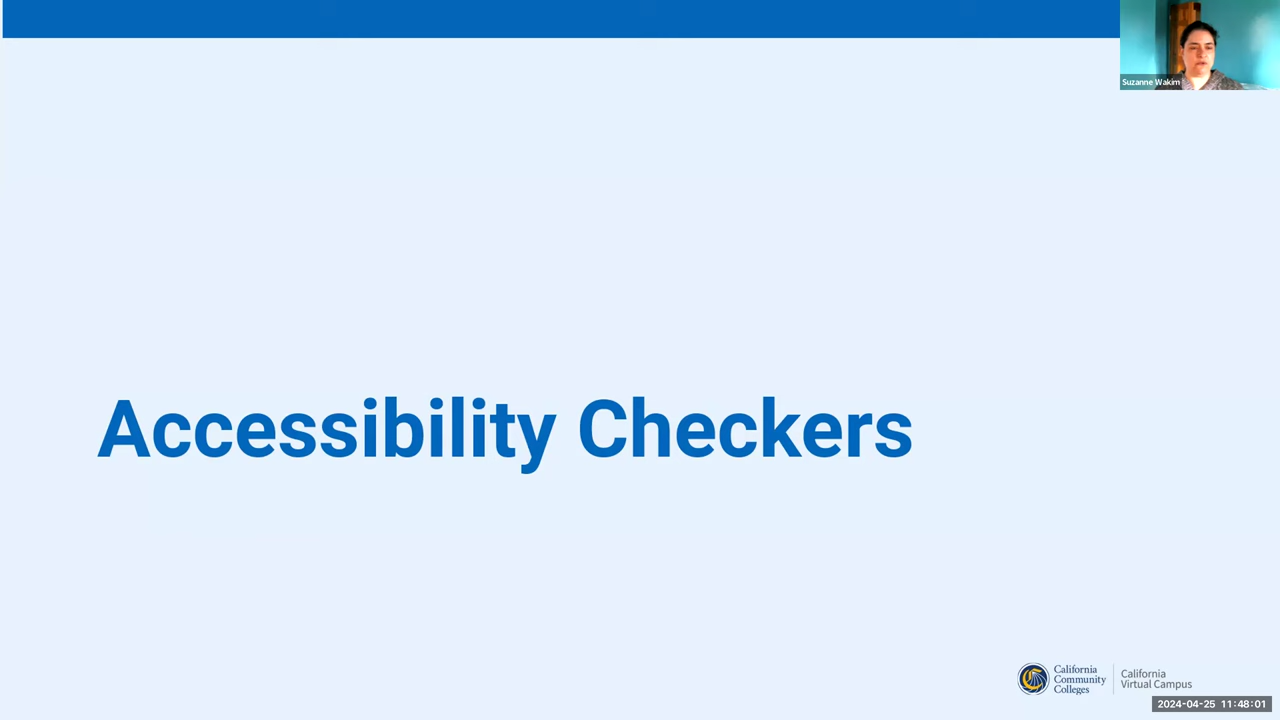 Suzanne Wakim
Accessibility Checkers
California
Community
Colleges
California
Virtual Campus
2024-04-25 11:48:01